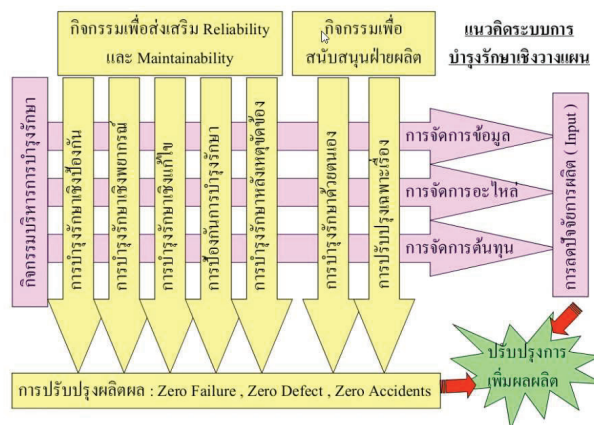 กิจกรรมเพื่อส่งเสริม Reliability
และ Maintainability
กิจกรรมเพื่อ
สนับสนุนฝ่ายผลิต
แนวคิดระบบการ
บำรุงรักษาเชิงวางแผน
กิจกรรมบริหารการบำรุงรักษา
การบำรุงรักษาเชิงป้องกัน
การบำรุงรักษาเชิงพยากรณ์
การบำรุงรักษาเชิงแก้ไข
การป้องกันการบำรุงรักษา
การบำรุงรักษาหลังเหตุขัดข้อง
การบำรุงรักษาด้วยตนเอง
การปรับปรุงเฉพาะเรื่อง
การจัดการข้อมูล
การจัดการอะไหล่
การจัดการต้นทุน
การลดปัจจัยการผลิต ( Input )
ปรับปรุงการ
เพิ่มผลผลิต
การปรับปรุงผลิตผล : Zero Failure , Zero Defect , Zero Accidents